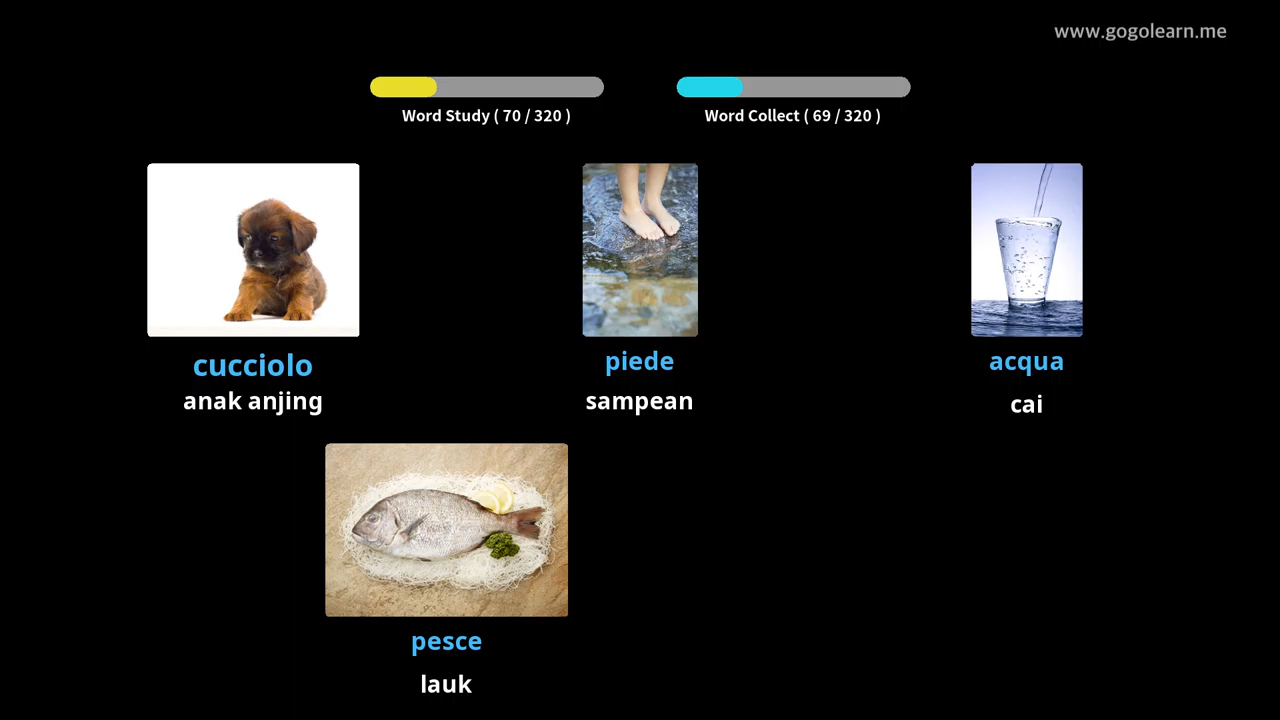 www.gogolearn.me
Word Study ( 70 / 320 )
Word Collect ( 69 / 320 )
cucciolo
anak anjing
piede
sampean
acqua
cai
pesce
lauk